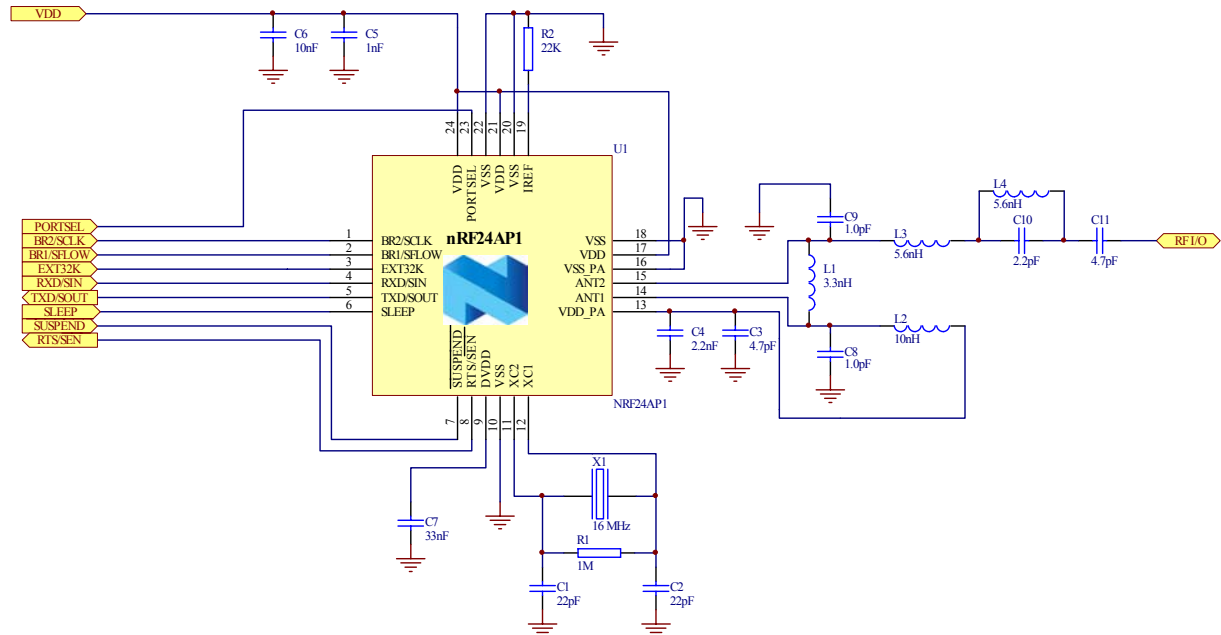 VDD
C6
10nF
C5
1nF
R2
22K
24
23
22
21
20
19
U1
VDD
PORTSEL
VSS
VDD
VSS
IREF
nRF24AP1
PORTSEL
BR2/SCLK
BR1/SFLOW
EXT32K
RXD/SIN
TXD/SOUT
SLEEP
SUSPEND
RTS/SEN
1
2
3
4
5
6
BR2/SCLK
BR1/SFLOW
EXT32K
RXD/SIN
TXD/SOUT
SLEEP
VSS
VDD
VSS_PA
ANT2
ANT1
VDD_PA
18
17
16
15
14
13
SUSPEND
RTS/SEN
DVDD
VSS
XC2
XC1
7
8
9
10
11
12
NRF24AP1
C9
1.0pF
L1
3.3nH
L3
5.6nH
L4
5.6nH
C10
2.2pF
C11
4.7pF
RF I/O
C4
2.2nF
C3
4.7pF
C8
1.0pF
L2
10nH
C7
33nF
X1
16 MHz
R1
1M
C1
22pF
C2
22pF